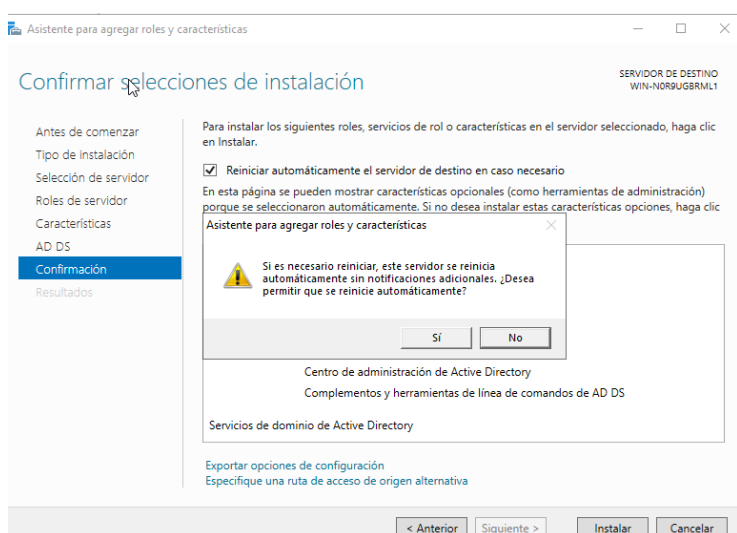 Asistente para agregar roles y características
Confirmar selecciones de instalación
SERVIDOR DE DESTINO
WIN-N0R9UGBRML1
Antes de comenzar
Tipo de instalación
Selección de servidor
Roles de servidor
Características
AD DS
Confirmación
Resultados
Para instalar los siguientes roles, servicios de rol o características en el servidor seleccionado, haga clic
en Instalar.
Reiniciar automáticamente el servidor de destino en caso necesario
En esta página se pueden mostrar características opcionales (como herramientas de administración)
porque se seleccionaron automáticamente. Si no desea instalar estas características opciones, haga clic
Asistente para agregar roles y características
Si es necesario reiniciar, este servidor se reinicia
automáticamente sin notificaciones adicionales. ¿Desea
permitir que se reinicie automáticamente?
Sí No
Centro de administración de Active Directory
Complementos y herramientas de línea de comandos de AD DS
Servicios de dominio de Active Directory
Exportar opciones de configuración
Especifique una ruta de acceso de origen alternativa
< Anterior Siguiente > Instalar Cancelar